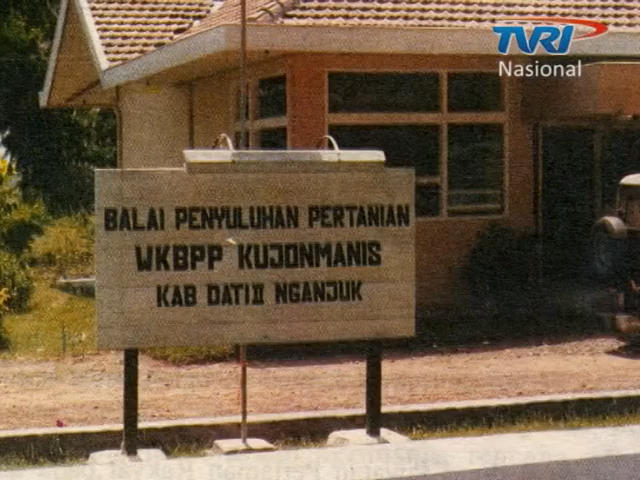 TVRI
Nasional
BALAI PENYULUHAN PERTANIAN
WKBPP KUJONMANIS
KAB DATI II NGANJUK